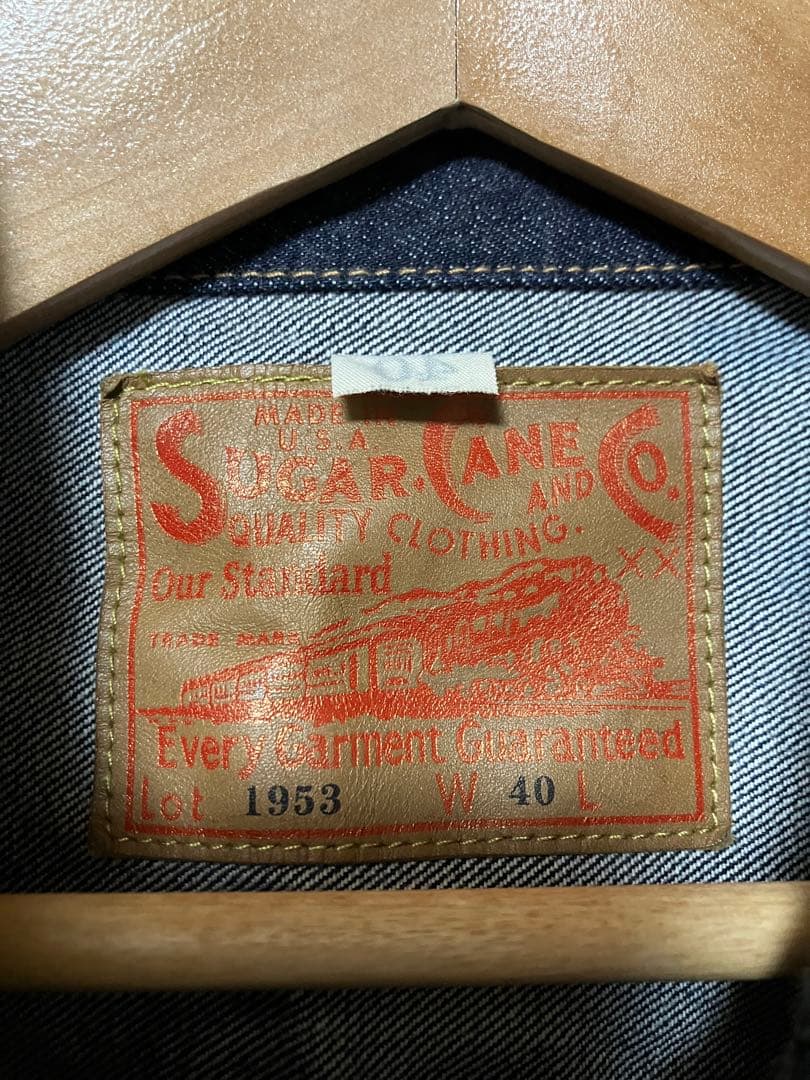 MADE IN
U.S.A
SUGAR. CANE AND CO.
QUALITY CLOTHING.
XX
Our Standard
TRADE MARK
Every Garment Guaranteed
Lot 1953 W 40 L